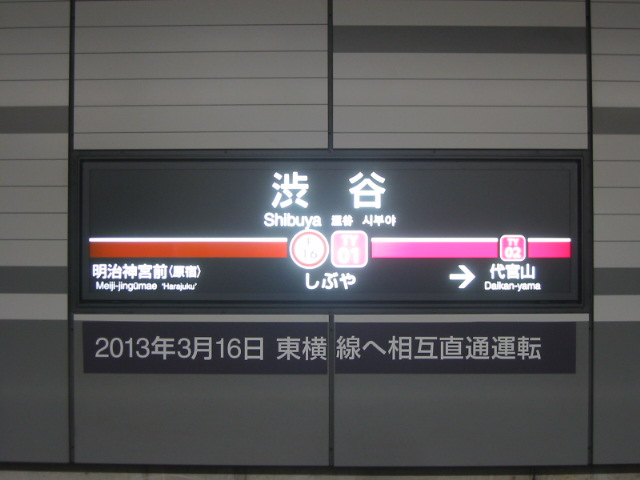 渋谷
Shibuya 涩谷 시부야
F 16 TY 01 TY 02
明治神宮前〈原宿〉 しぶや → 代官山
Meiji-jingūmae 'Harajuku' Daikan-yama
2013年3月16日 東横線へ相互直通運転